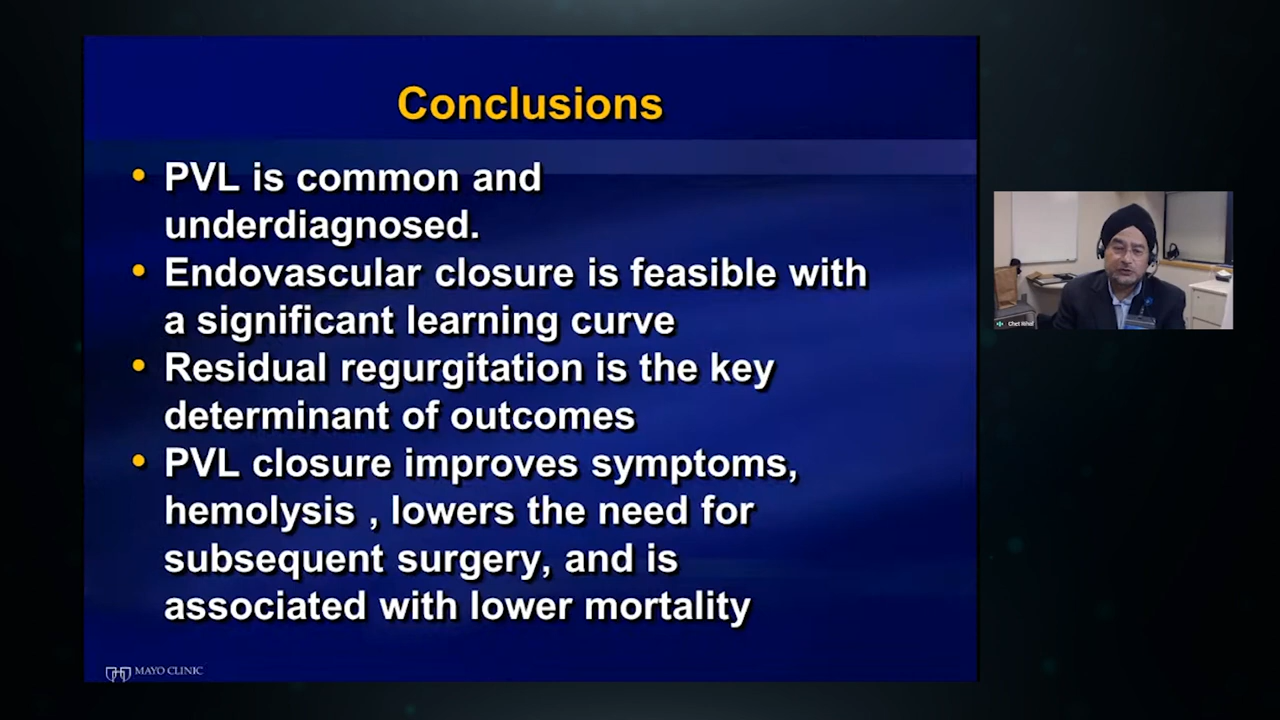 Conclusions
• PVL is common and
underdiagnosed.
• Endovascular closure is feasible with
a significant learning curve
• Residual regurgitation is the key
determinant of outcomes
• PVL closure improves symptoms,
hemolysis , lowers the need for
subsequent surgery, and is
associated with lower mortality
MAYO CLINIC
Chet Rihal